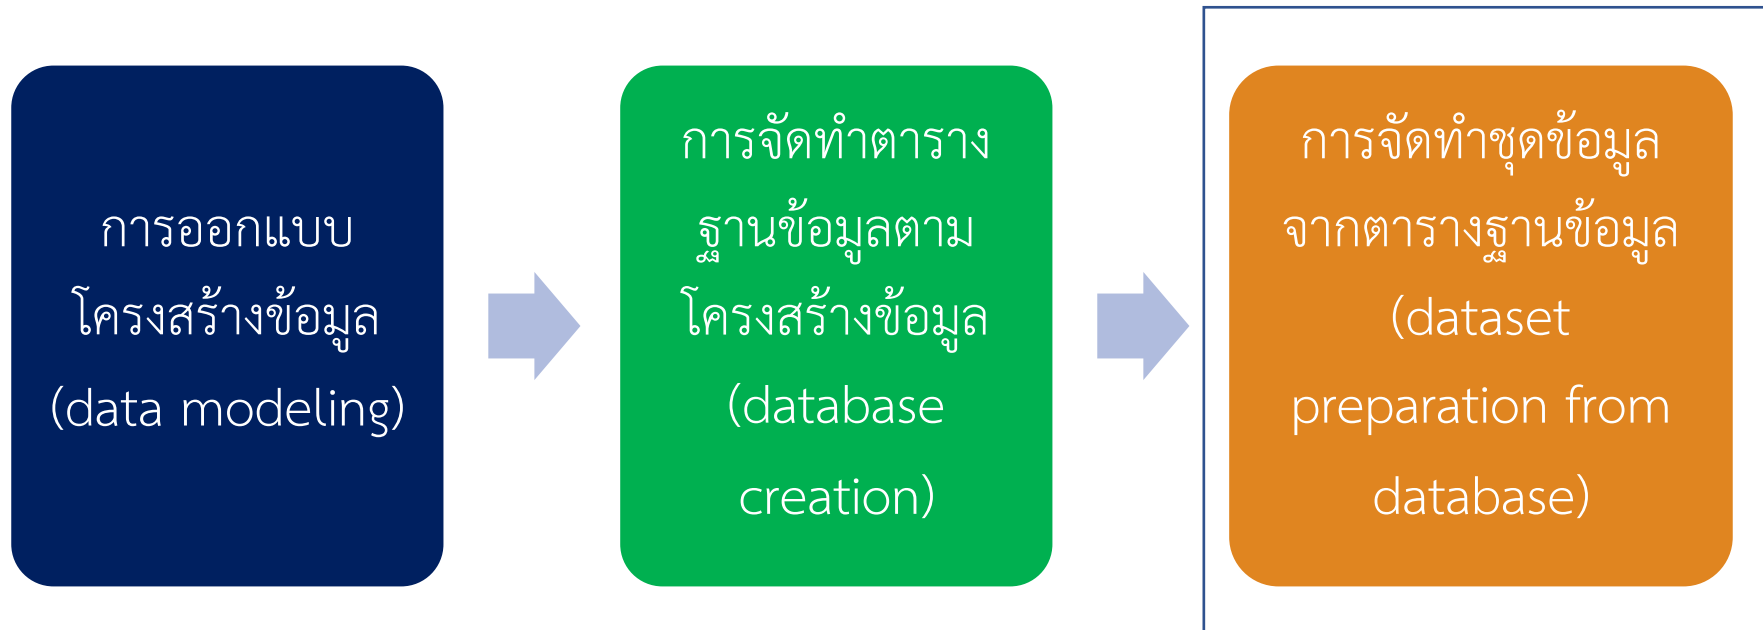 การออกแบบ
โครงสร้างข้อมูล
(data modeling)
การจัดทำตาราง
ฐานข้อมูลตาม
โครงสร้างข้อมูล
(database
creation)
การจัดทำชุดข้อมูล
จากตารางฐานข้อมูล
(dataset
preparation from
database)